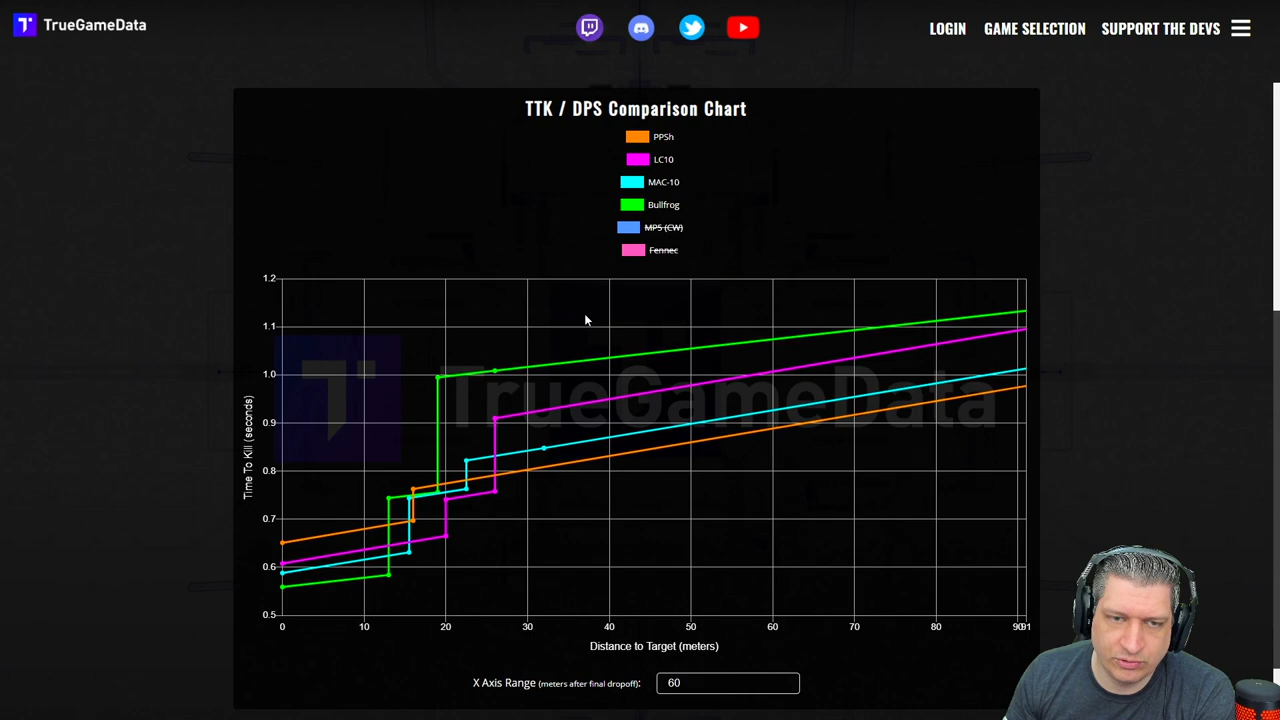 TrueGameData
LOGIN GAME SELECTION SUPPORT THE DEVS
TTK / DPS Comparison Chart
PPSh
LC10
MAC-10
Bullfrog
MP5 (CW)
Fennec
1.2
1.1
1.0
0.9
0.8
0.7
0.6
0.5
Time To Kill (seconds)
TrueGameData
0 10 20 30 40 50 60 70 80 90 91
Distance to Target (meters)
X Axis Range (meters after final dropoff): 60